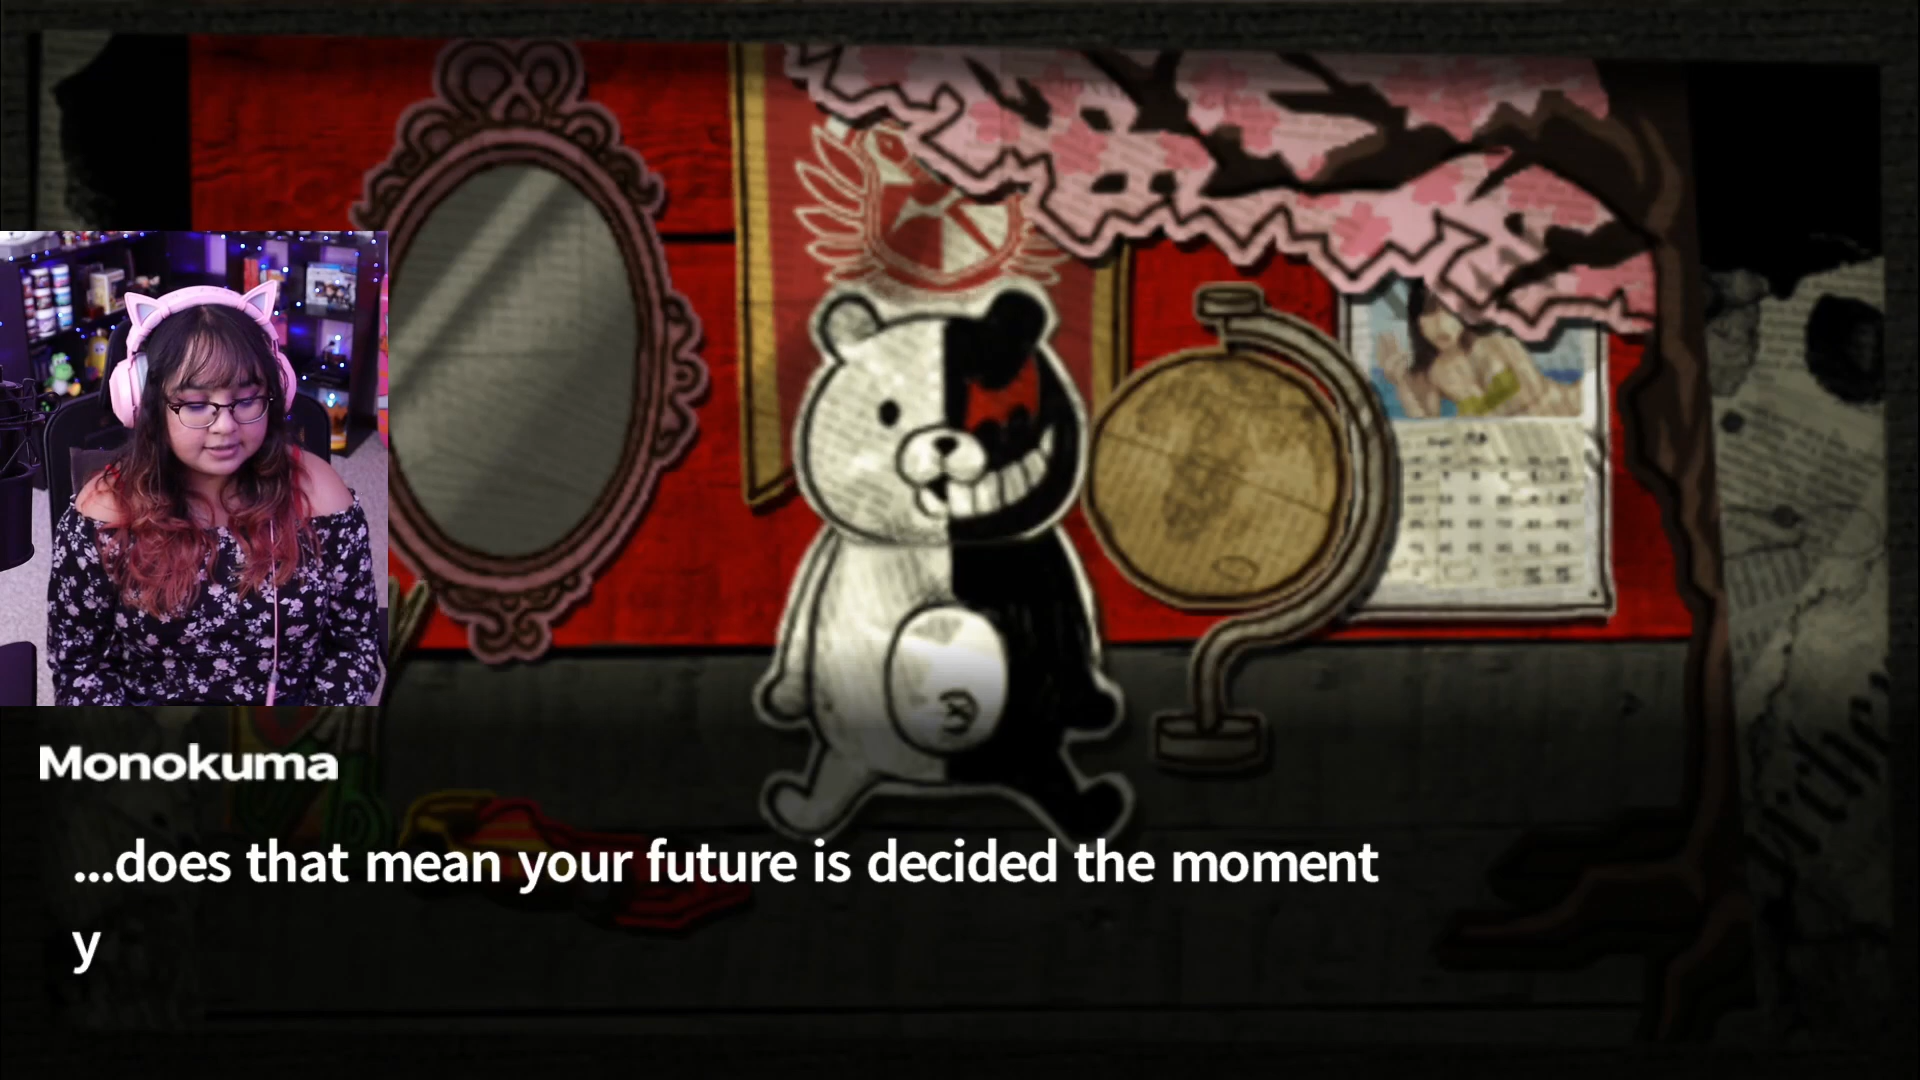 Monokuma
...does that mean your future is decided the moment
y